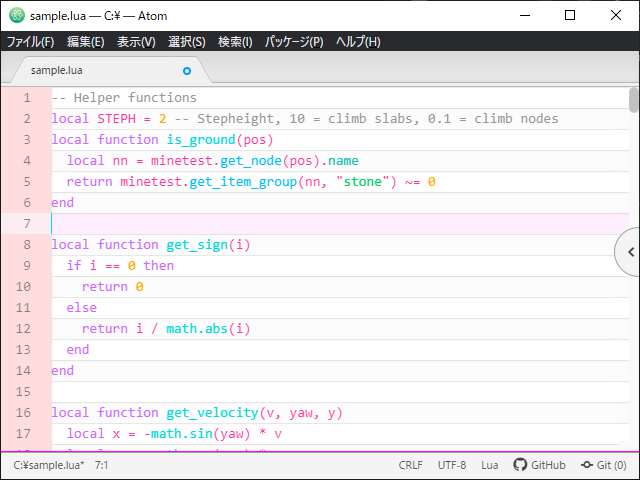 sample.lua — C:¥ — Atom
ファイル(F) 編集(E) 表示(V) 選択(S) 検索(I) パッケージ(P) ヘルプ(H)
sample.lua
1 -- Helper functions
2 local STEPH = 2 -- Stepheight, 10 = climb slabs, 0.1 = climb nodes
3 local function is_ground(pos)
4   local nn = minetest.get_node(pos).name
5   return minetest.get_item_group(nn, "stone") ~= 0
6 end
7
8 local function get_sign(i)
9   if i == 0 then
10     return 0
11   else
12     return i / math.abs(i)
13   end
14 end
15
16 local function get_velocity(v, yaw, y)
17   local x = -math.sin(yaw) * v
C:¥sample.lua* 7:1 CRLF UTF-8 Lua GitHub Git (0)